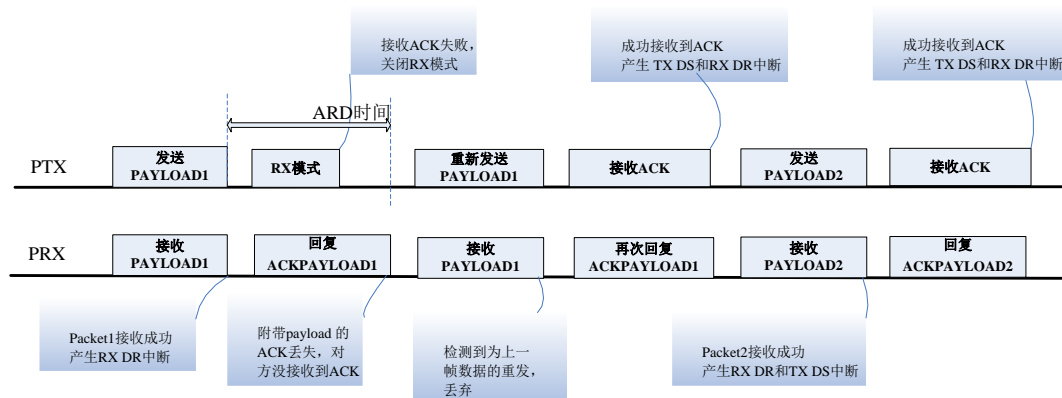 接收ACK失败，
关闭RX模式
成功接收到ACK
产生 TX DS和RX DR中断
成功接收到ACK
产生 TX DS和RX DR中断
ARD时间
PTX
发送
PAYLOAD1
RX模式
重新发送
PAYLOAD1
接收ACK
发送
PAYLOAD2
接收ACK
PRX
接收
PAYLOAD1
回复
ACKPAYLOAD1
接收
PAYLOAD1
再次回复
ACKPAYLOAD1
接收
PAYLOAD2
回复
ACKPAYLOAD2
Packet1接收成功
产生RX DR中断
附带payload 的
ACK丢失，对
方没接收到ACK
检测到为上一
帧数据的重发，
丢弃
Packet2接收成功
产生RX DR和TX DS中断